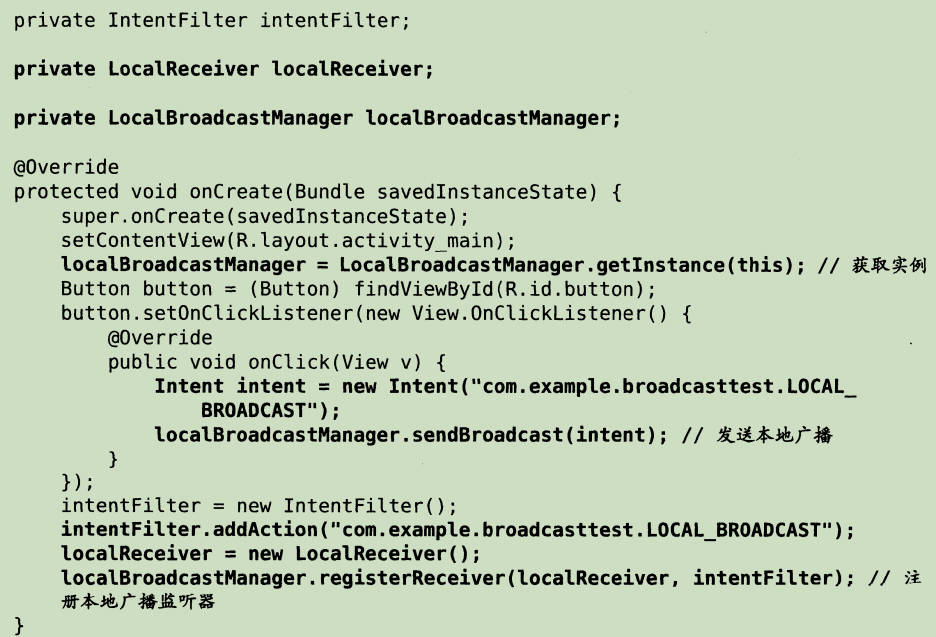 private IntentFilter intentFilter;
private LocalReceiver localReceiver;
private LocalBroadcastManager localBroadcastManager;
@Override
protected void onCreate(Bundle savedInstanceState) {
    super.onCreate(savedInstanceState);
    setContentView(R.layout.activity_main);
    localBroadcastManager = LocalBroadcastManager.getInstance(this); // 获取实例
    Button button = (Button) findViewById(R.id.button);
    button.setOnClickListener(new View.OnClickListener() {
        @Override
        public void onClick(View v) {
            Intent intent = new Intent("com.example.broadcasttest.LOCAL_
                BROADCAST");
            localBroadcastManager.sendBroadcast(intent); // 发送本地广播
        }
    });
    intentFilter = new IntentFilter();
    intentFilter.addAction("com.example.broadcasttest.LOCAL_BROADCAST");
    localReceiver = new LocalReceiver();
    localBroadcastManager.registerReceiver(localReceiver, intentFilter); // 注
    册本地广播监听器
}